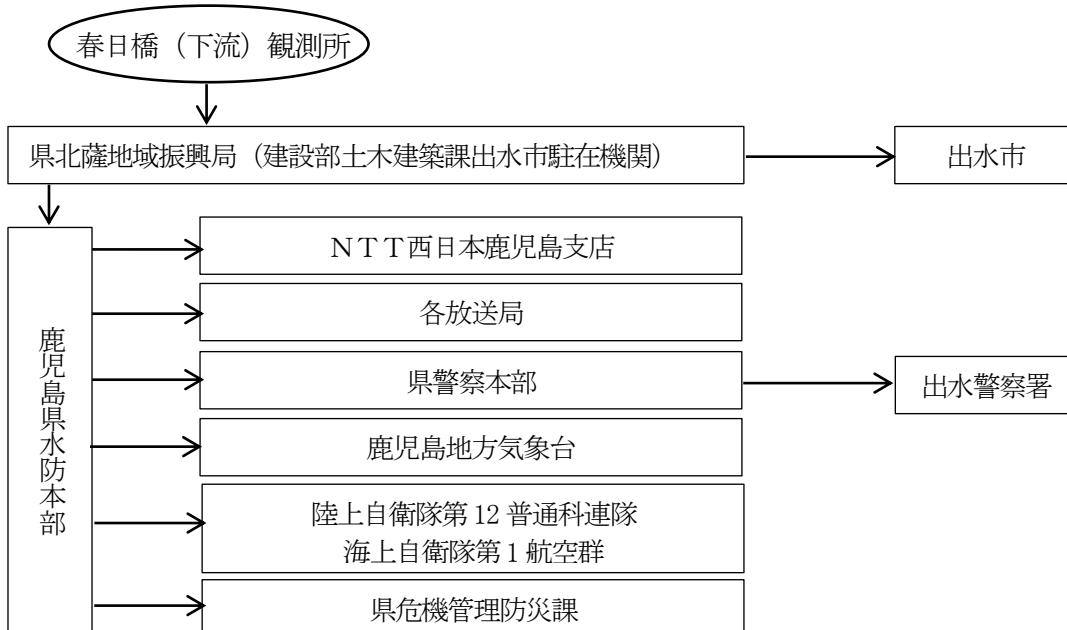 春日橋（下流）観測所
県北薩地域振興局（建設部土木建築課出水市駐在機関）
出水市
鹿児島県水防本部
ＮＴＴ西日本鹿児島支店
各放送局
県警察本部
出水警察署
鹿児島地方気象台
陸上自衛隊第12普通科連隊
海上自衛隊第1航空群
県危機管理防災課